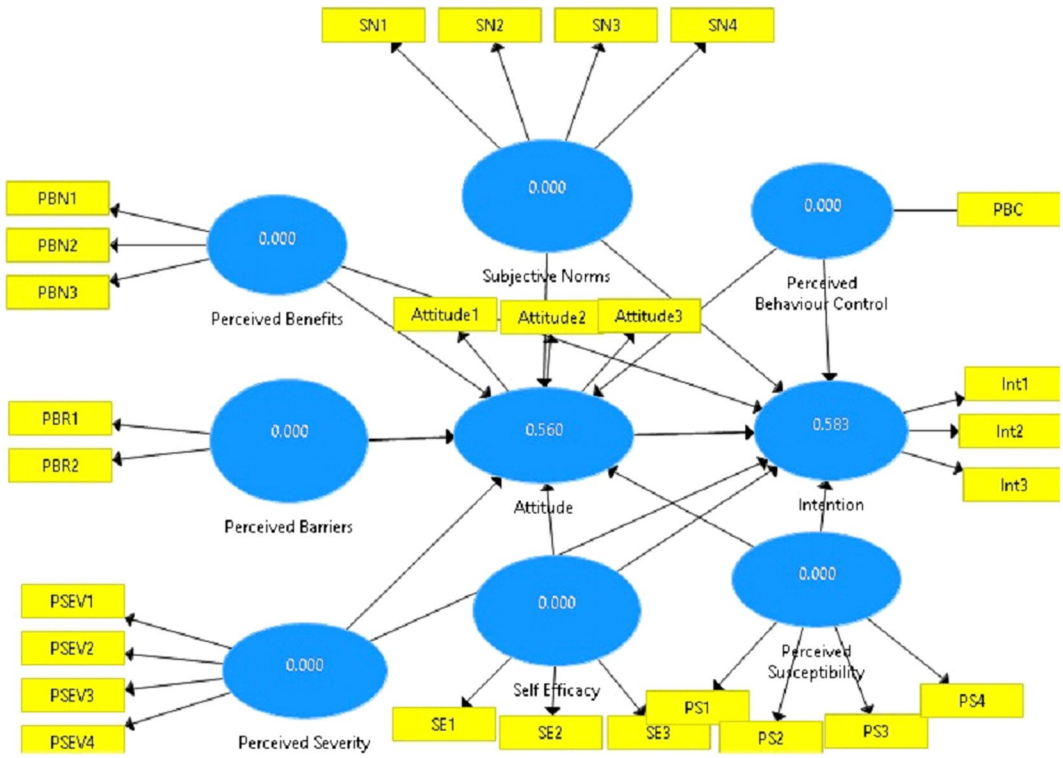 SN1
SN2
SN3
SN4
0.000
Subjective Norms
0.000
Perceived
Behaviour Control
PBC
PBN1
PBN2
PBN3
0.000
Perceived Benefits
Attitude1
Attitude2
Attitude3
PBR1
PBR2
0.000
Perceived Barriers
0.560
Attitude
0.583
Intention
Int1
Int2
Int3
PSEV1
PSEV2
PSEV3
PSEV4
0.000
Perceived Severity
0.000
Self Efficacy
SE1
SE2
SE3
0.000
Perceived
Susceptibility
PS1
PS2
PS3
PS4